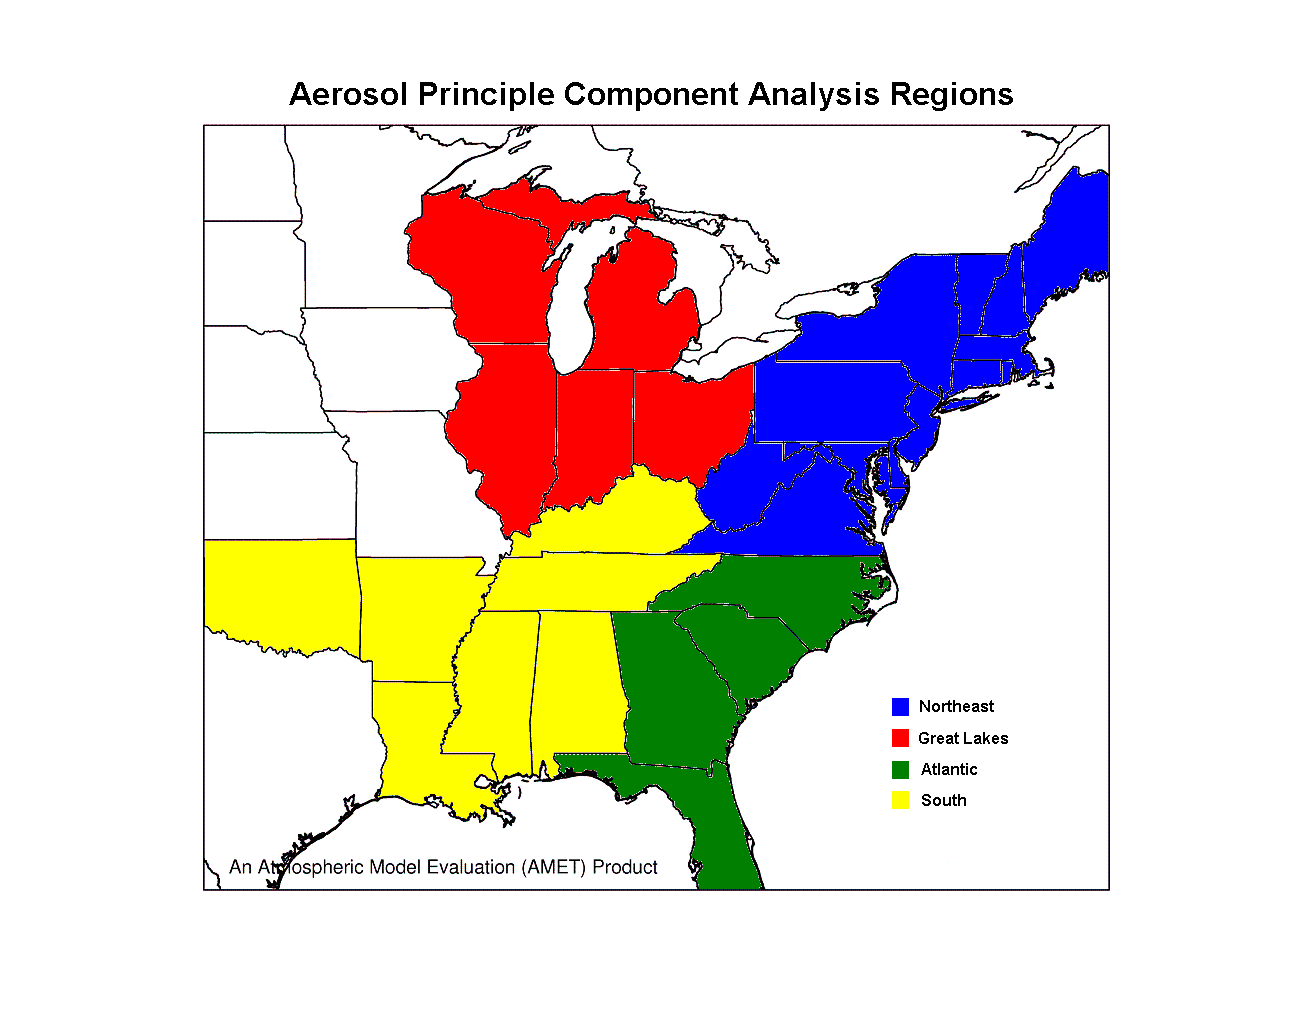 Aerosol Principle Component Analysis Regions
Northeast
Great Lakes
Atlantic
South
An Atmospheric Model Evaluation (AMET) Product